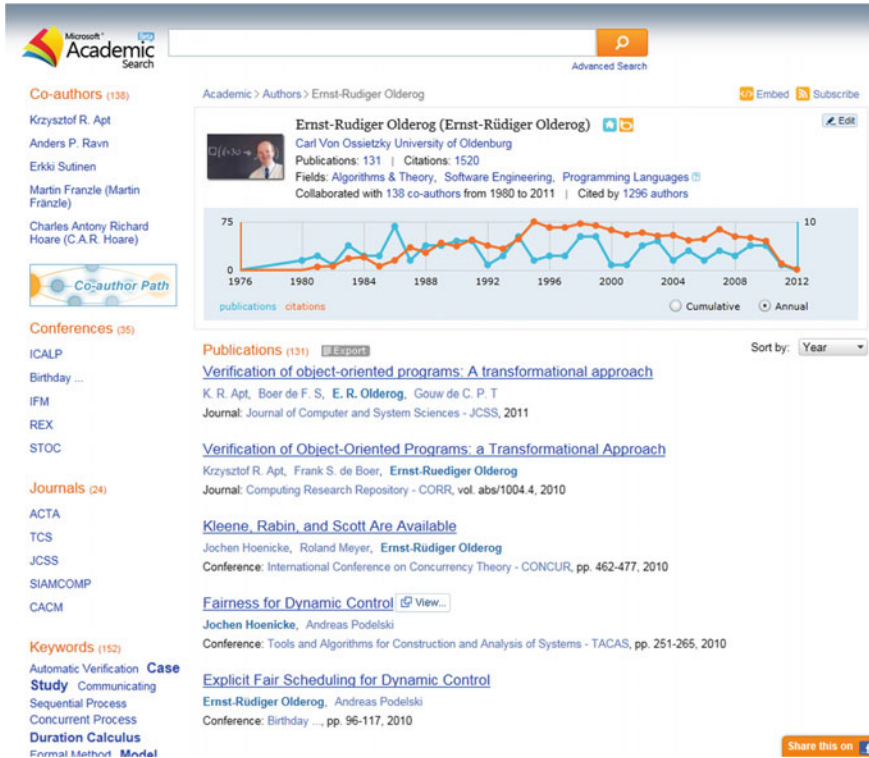 Microsoft Beta
Academic
Search
Advanced Search
Co-authors (138)
Krzysztof R. Apt
Anders P. Ravn
Erkki Sutinen
Martin Franzle (Martin
Fränzle)
Charles Antony Richard
Hoare (C.A.R. Hoare)
Co-author Path
Conferences (35)
ICALP
Birthday ...
IFM
REX
STOC
Journals (24)
ACTA
TCS
JCSS
SIAMCOMP
CACM
Keywords (152)
Automatic Verification Case
Study Communicating
Sequential Process
Concurrent Process
Duration Calculus
Formal Method Model
Academic > Authors > Ernst-Rudiger Olderog
Embed Subscribe
Ernst-Rudiger Olderog (Ernst-Rüdiger Olderog)
Edit
Carl Von Ossietzky University of Oldenburg
Publications: 131 | Citations: 1520
Fields: Algorithms & Theory, Software Engineering, Programming Languages
Collaborated with 138 co-authors from 1980 to 2011 | Cited by 1296 authors
75 10
0
1976 1980 1984 1988 1992 1996 2000 2004 2008 2012
publications citations Cumulative Annual
Publications (131) Export Sort by: Year
Verification of object-oriented programs: A transformational approach
K. R. Apt, Boer de F. S, E. R. Olderog, Gouw de C. P. T
Journal: Journal of Computer and System Sciences - JCSS, 2011
Verification of Object-Oriented Programs: a Transformational Approach
Krzysztof R. Apt, Frank S. de Boer, Ernst-Ruediger Olderog
Journal: Computing Research Repository - CORR, vol. abs/1004.4, 2010
Kleene, Rabin, and Scott Are Available
Jochen Hoenicke, Roland Meyer, Ernst-Rüdiger Olderog
Conference: International Conference on Concurrency Theory - CONCUR, pp. 462-477, 2010
Fairness for Dynamic Control View...
Jochen Hoenicke, Andreas Podelski
Conference: Tools and Algorithms for Construction and Analysis of Systems - TACAS, pp. 251-265, 2010
Explicit Fair Scheduling for Dynamic Control
Ernst-Rüdiger Olderog, Andreas Podelski
Conference: Birthday ..., pp. 96-117, 2010
Share this on